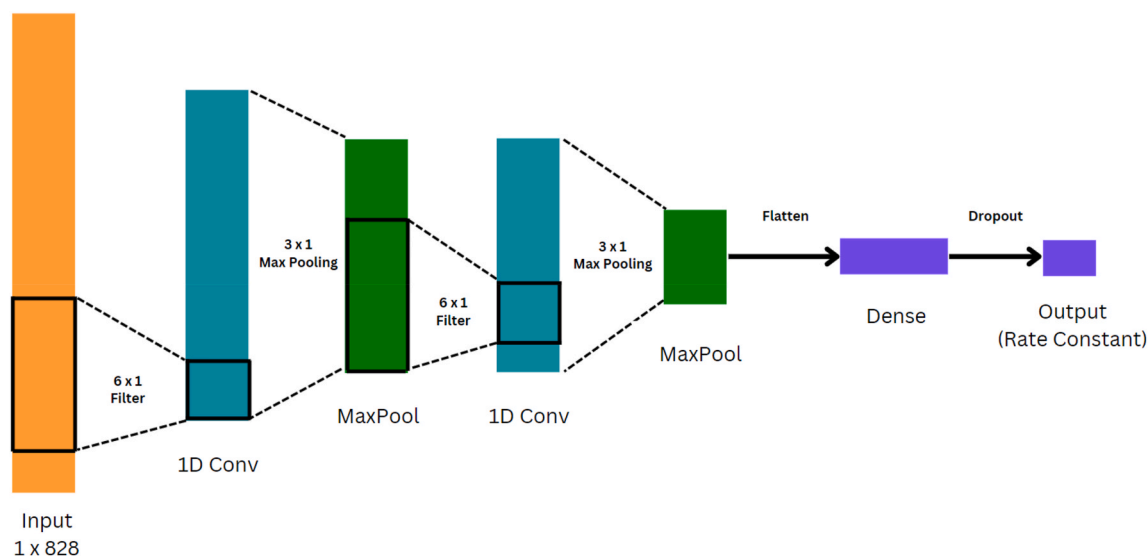 Input
1 x 828
6 x 1
Filter
1D Conv
3 x 1
Max Pooling
MaxPool
6 x 1
Filter
1D Conv
3 x 1
Max Pooling
MaxPool
Flatten
Dense
Dropout
Output
(Rate Constant)